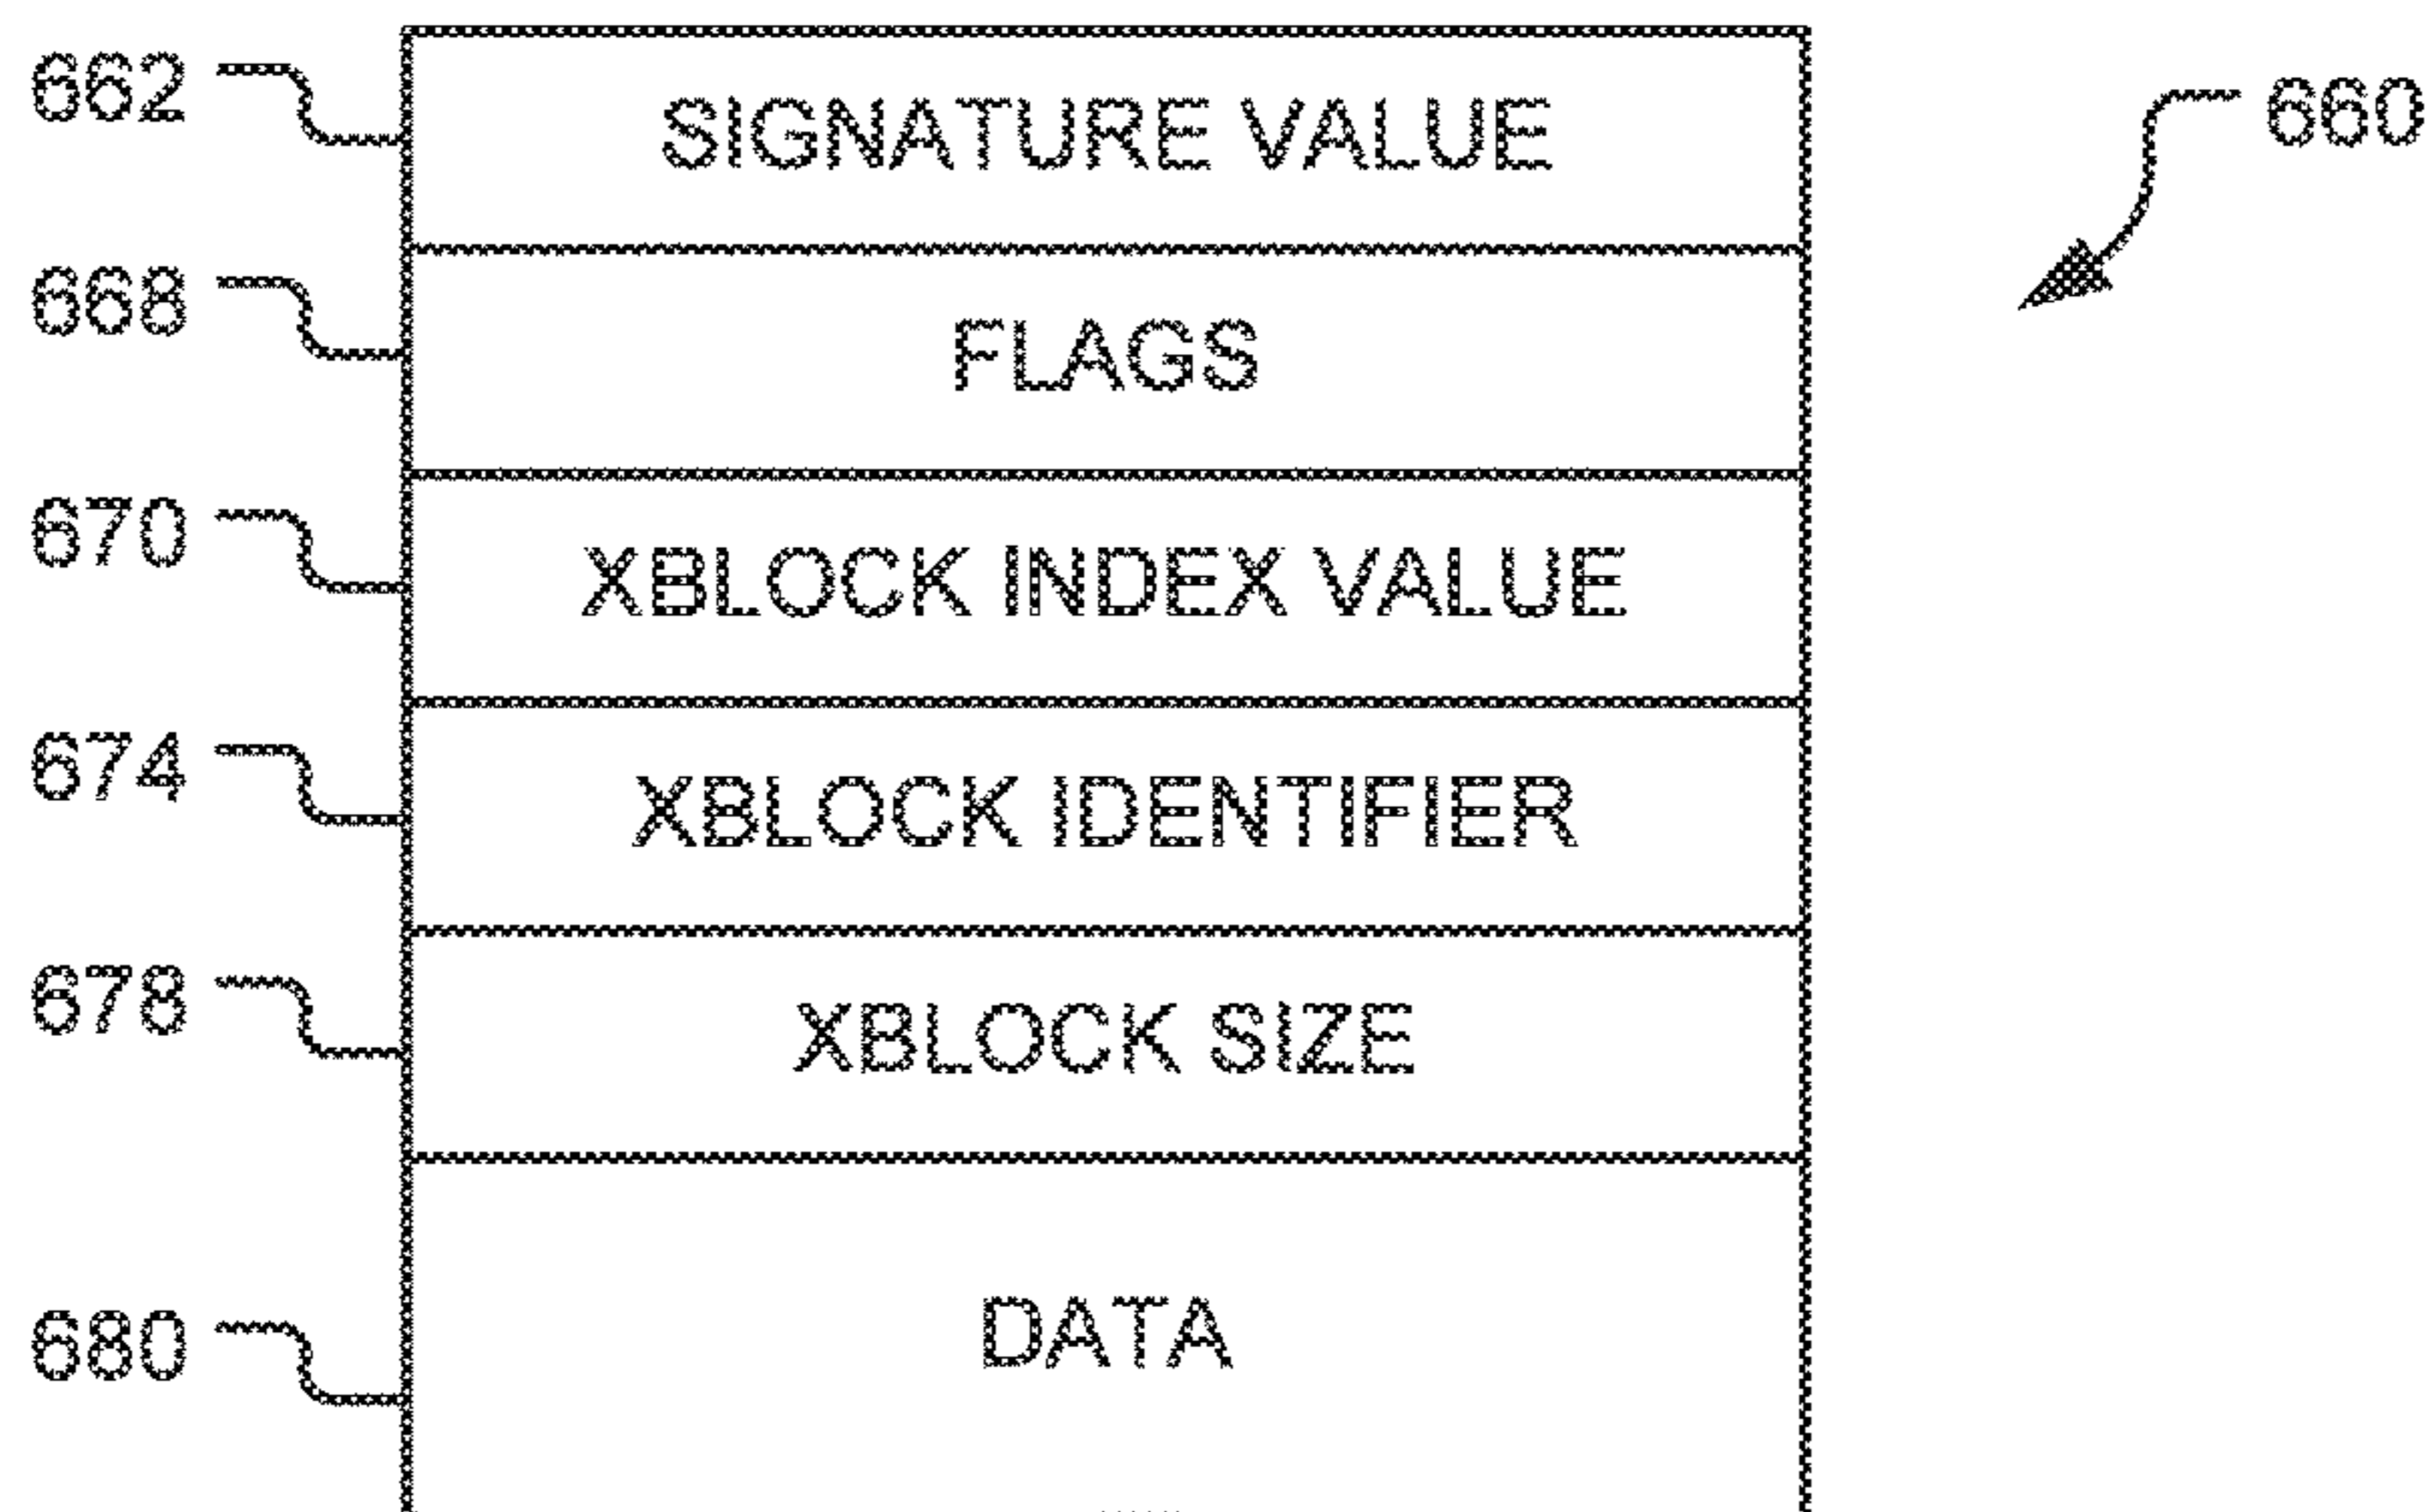 662 SIGNATURE VALUE 660
668 FLAGS
670 XBLOCK INDEX VALUE
674 XBLOCK IDENTIFIER
678 XBLOCK SIZE
680 DATA